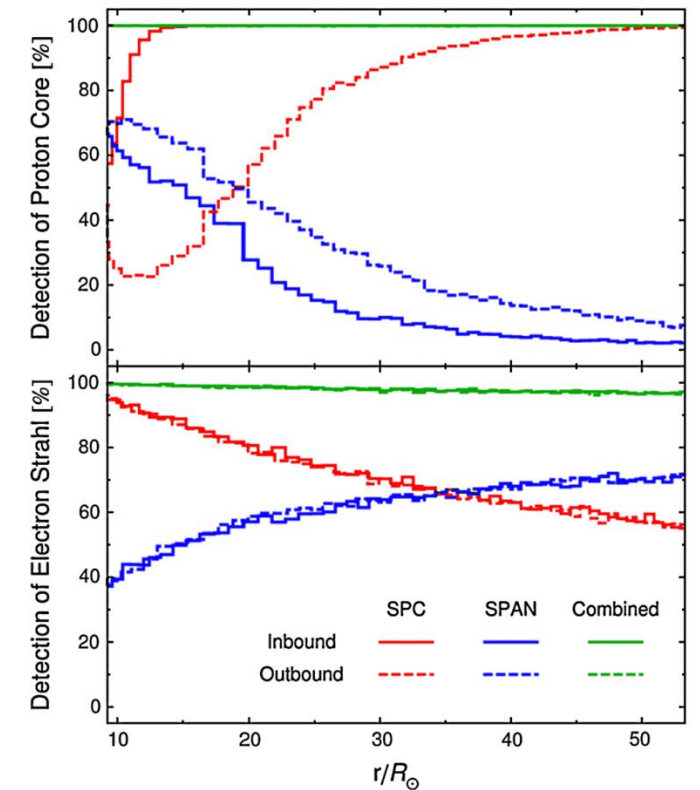 Detection of Proton Core [%]
100
80
60
40
20
0
Detection of Electron Strahl [%]
100
80
60
40
20
0
SPC SPAN Combined
Inbound
Outbound
10 20 30 40 50
r/R⊙